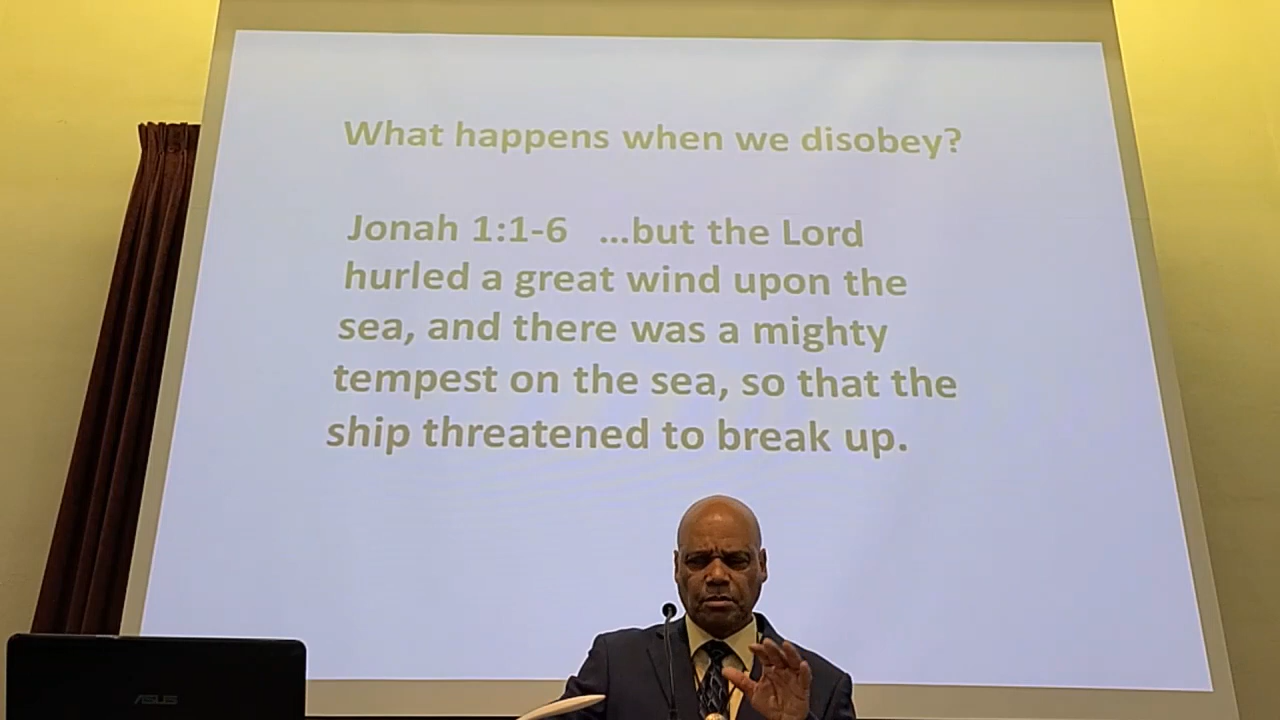 What happens when we disobey?
Jonah 1:1-6 ...but the Lord
hurled a great wind upon the
sea, and there was a mighty
tempest on the sea, so that the
ship threatened to break up.
ASUS